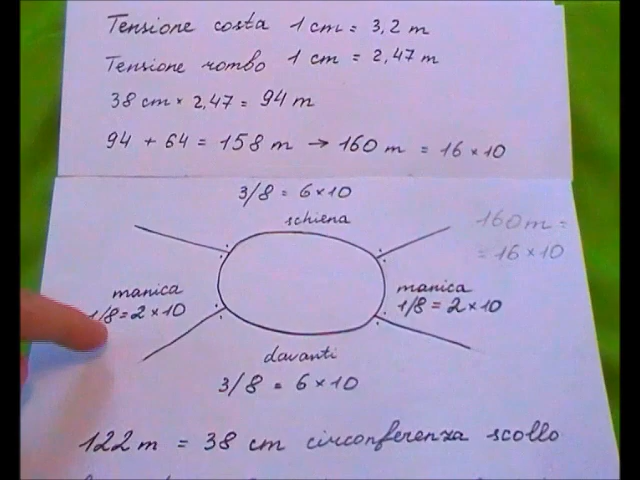 Tensione costa 1 cm = 3,2 m
Tensione rombo 1 cm = 2,47 m
38 cm × 2,47 = 94 m
94 + 64 = 158 m → 160 m = 16×10
3/8 = 6×10
schiena
160 m =
= 16×10
manica
1/8 = 2×10
manica
1/8 = 2×10
davanti
3/8 = 6×10
122 m = 38 cm circonferenza scollo